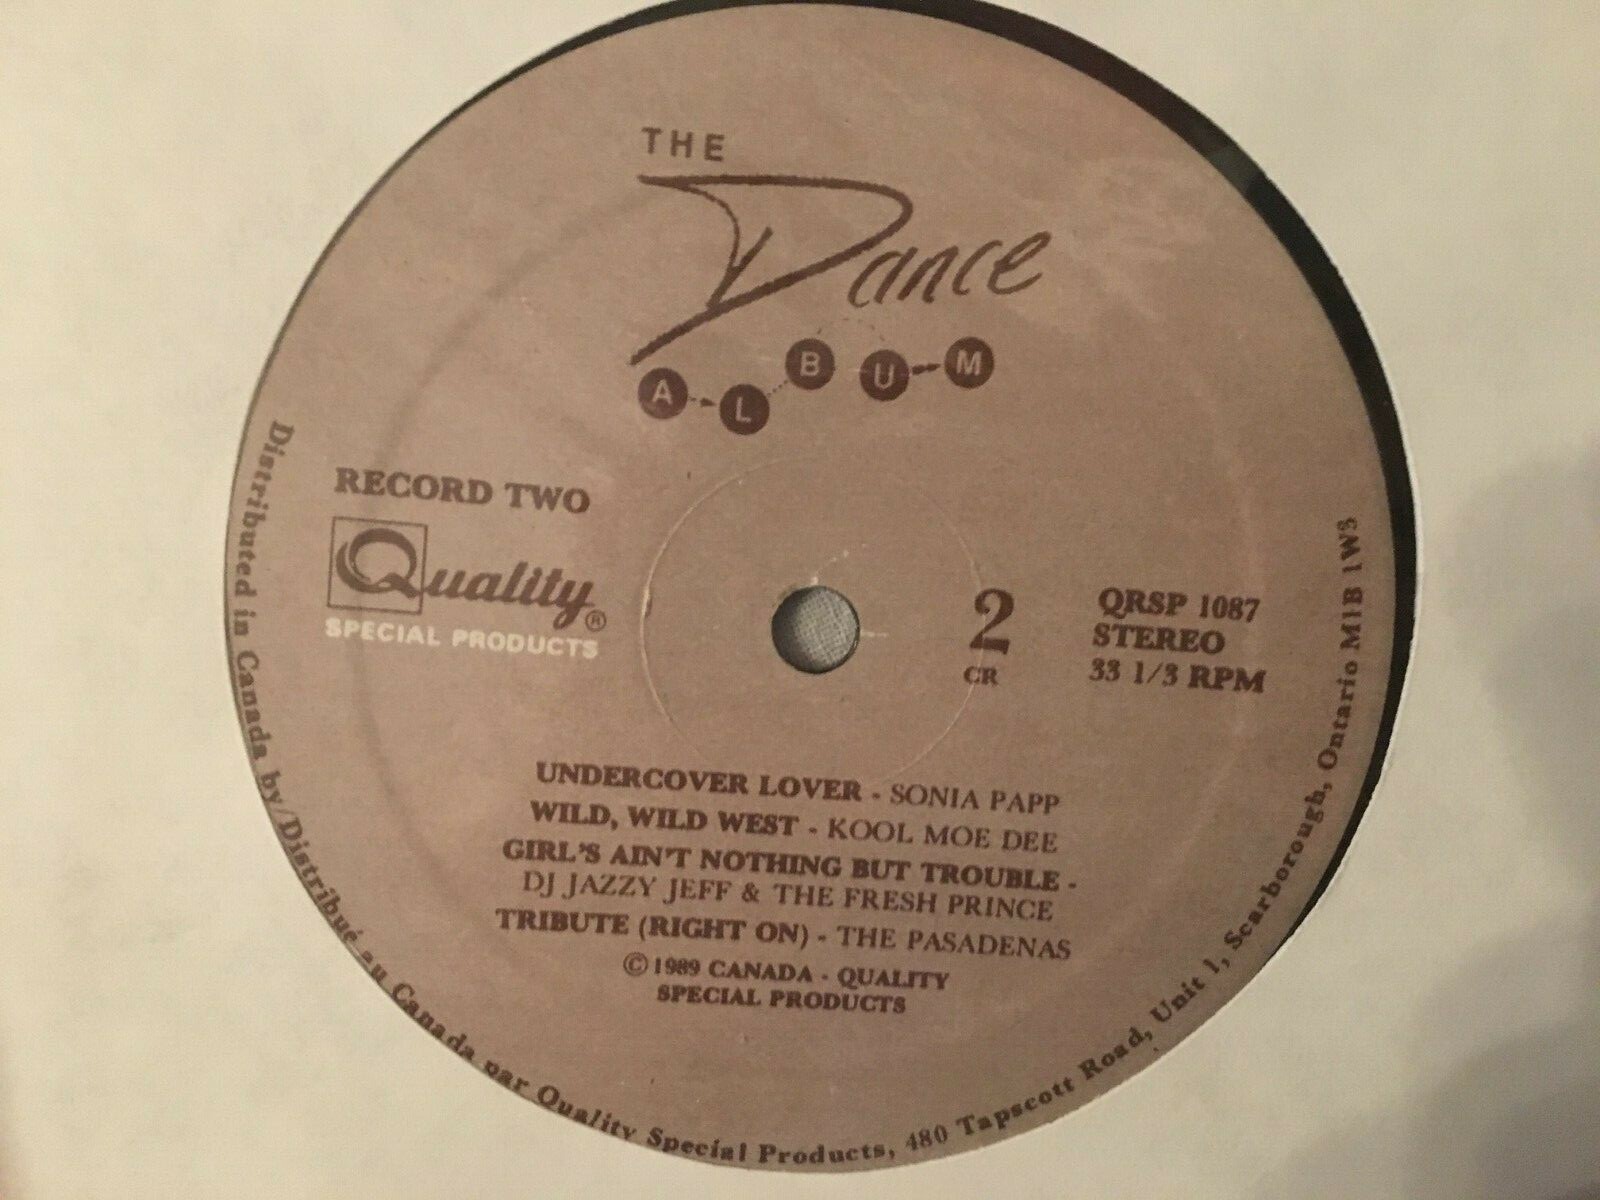 THE
Dance
ALBUM
RECORD TWO
Quality®
SPECIAL PRODUCTS
2
CR
QRSP 1087
STEREO
33 1/3 RPM
UNDERCOVER LOVER - SONIA PAPP
WILD, WILD WEST - KOOL MOE DEE
GIRL'S AIN'T NOTHING BUT TROUBLE -
DJ JAZZY JEFF & THE FRESH PRINCE
TRIBUTE (RIGHT ON) - THE PASADENAS
©1989 CANADA - QUALITY
SPECIAL PRODUCTS
Distributed in Canada by/Distribué au Canada par Quality Special Products, 480 Tapscott Road, Unit 1, Scarborough, Ontario M1B 1W3